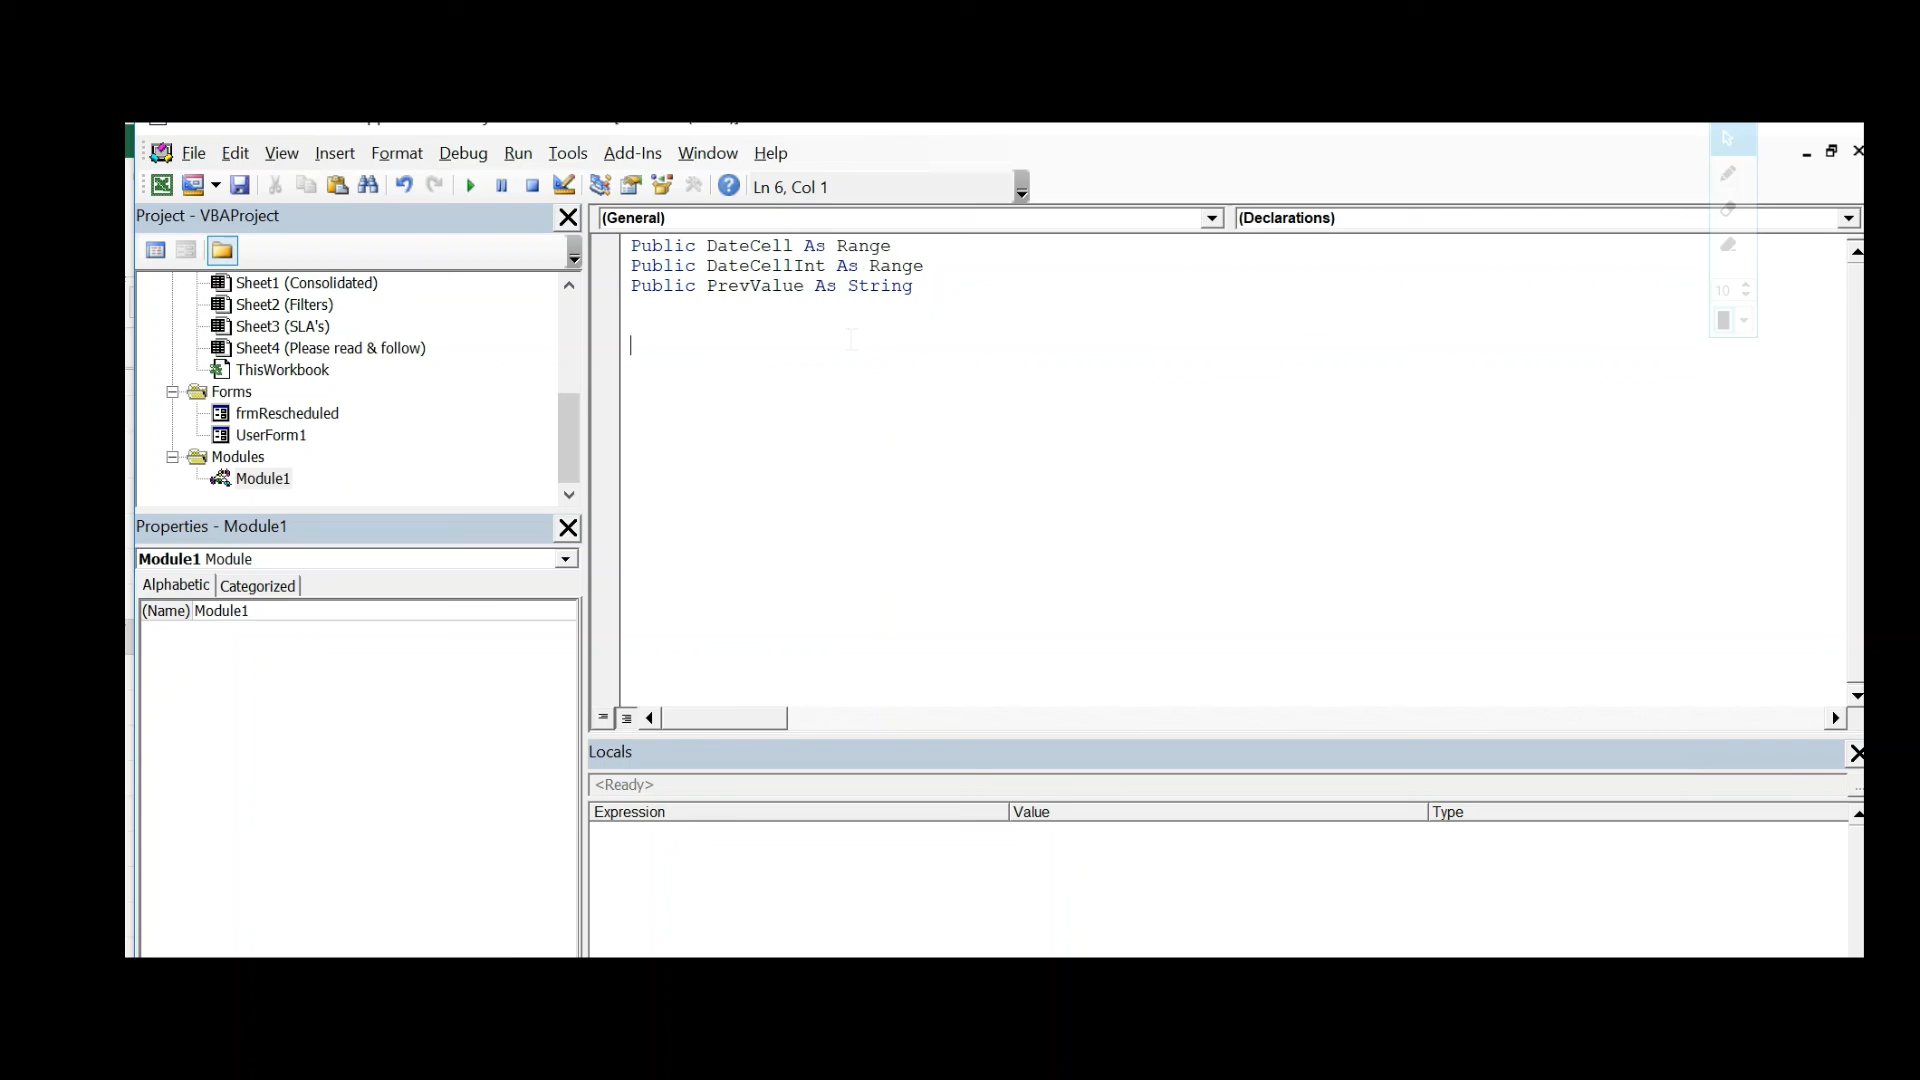 File Edit View Insert Format Debug Run Tools Add-Ins Window Help
Ln 6, Col 1
Project - VBAProject
(General) (Declarations)
Sheet1 (Consolidated)
Sheet2 (Filters)
Sheet3 (SLA's)
Sheet4 (Please read & follow)
ThisWorkbook
Forms
frmRescheduled
UserForm1
Modules
Module1
Public DateCell As Range
Public DateCellInt As Range
Public PrevValue As String
10
Properties - Module1
Module1 Module
Alphabetic Categorized
(Name) Module1
Locals
<Ready>
Expression Value Type